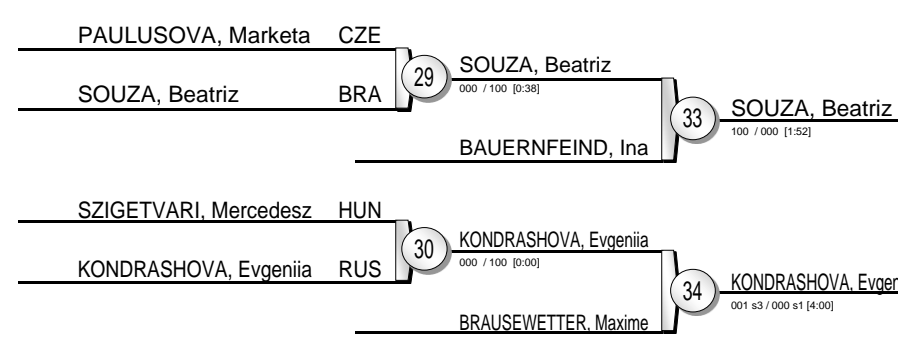 PAULUSOVA, Marketa CZE
SOUZA, Beatriz BRA
29
SOUZA, Beatriz
000 / 100 [0:38]
BAUERNFEIND, Ina
33
SOUZA, Beatriz
100 / 000 [1:52]
SZIGETVARI, Mercedesz HUN
KONDRASHOVA, Evgeniia RUS
30
KONDRASHOVA, Evgeniia
000 / 100 [0:00]
BRAUSEWETTER, Maxime
34
KONDRASHOVA, Evgen
001 s3 / 000 s1 [4:00]